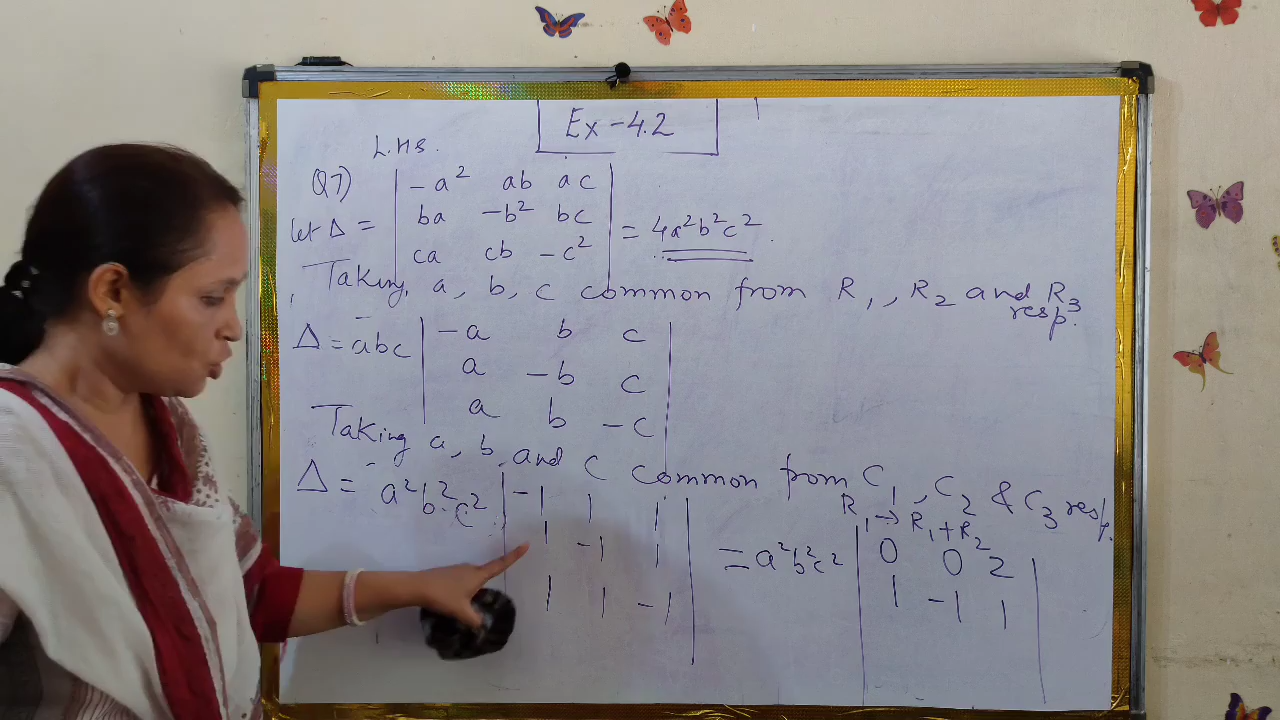 Ex-4.2
L.H.S.
Q7)
let Δ = | -a² ab ac |
| ba -b² bc | = 4a²b²c².
| ca cb -c² |
Taking a, b, c common from R₁, R₂ and R₃ resp.
Δ = abc | -a b c |
| a -b c |
| a b -c |
Taking a, b and c common from C₁, C₂ & C₃ resp.
Δ = a²b²c² | -1 1 1 |
| 1 -1 1 |
| 1 1 -1 |
R₁ → R₁+R₂
= a²b²c² | 0 0 2 |
| 1 -1 1 |